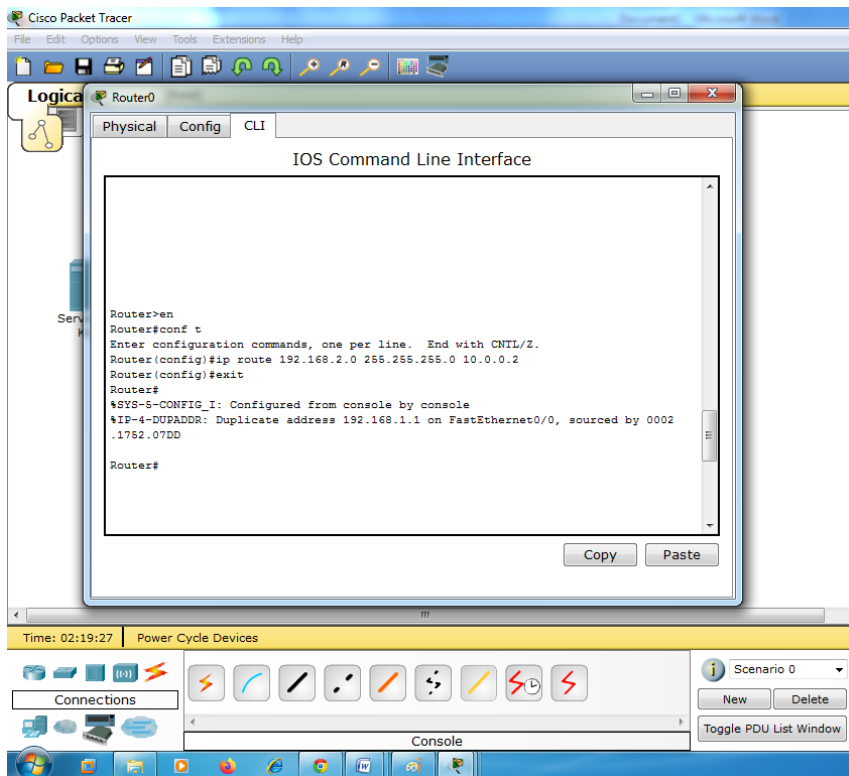 Cisco Packet Tracer
File Edit Options View Tools Extensions Help
Logica
Router0
Physical Config CLI
IOS Command Line Interface
Serv
Router>en
Router#conf t
Enter configuration commands, one per line. End with CNTL/Z.
Router(config)#ip route 192.168.2.0 255.255.255.0 10.0.0.2
Router(config)#exit
Router#
%SYS-5-CONFIG_I: Configured from console by console
%IP-4-DUPADDR: Duplicate address 192.168.1.1 on FastEthernet0/0, sourced by 0002
.1752.07DD
Router#
Copy Paste
Time: 02:19:27 Power Cycle Devices
Connections
Console
Scenario 0
New Delete
Toggle PDU List Window